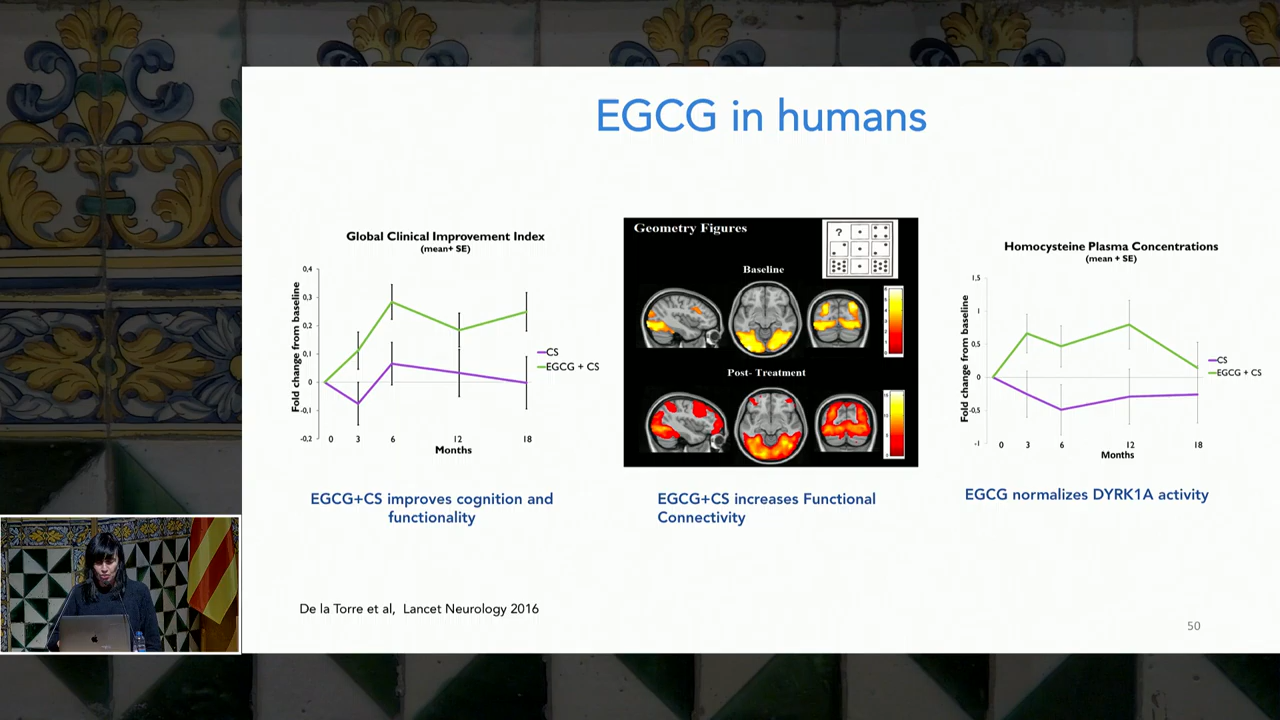 EGCG in humans
Global Clinical Improvement Index
(mean+ SE)
Fold change from baseline
0,4
0,3
0,2
0,1
0
-0,1
-0,2
0 3 6 12 18
Months
CS
EGCG + CS
EGCG+CS improves cognition and
functionality
Geometry Figures
?
Baseline
Post- Treatment
EGCG+CS increases Functional
Connectivity
Homocysteine Plasma Concentrations
(mean + SE)
Fold change from baseline
1,5
1
0,5
0
-0,5
-1
0 3 6 12 18
Months
CS
EGCG + CS
EGCG normalizes DYRK1A activity
De la Torre et al, Lancet Neurology 2016
50